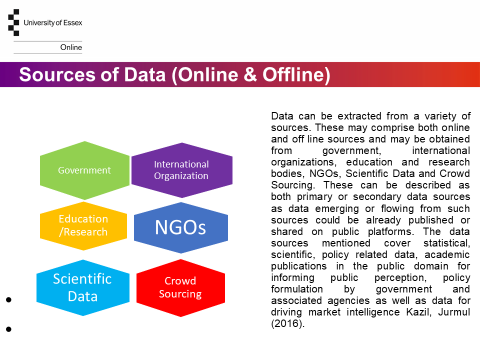 University of Essex
Online
Sources of Data (Online & Offline)
Government
International
Organization
Education
/Research
NGOs
Scientific
Data
Crowd
Sourcing
Data can be extracted from a variety of
sources. These may comprise both online
and off line sources and may be obtained
from government, international
organizations, education and research
bodies, NGOs, Scientific Data and Crowd
Sourcing. These can be described as
both primary or secondary data sources
as data emerging or flowing from such
sources could be already published or
shared on public platforms. The data
sources mentioned cover statistical,
scientific, policy related data, academic
publications in the public domain for
informing public perception, policy
formulation by government and
associated agencies as well as data for
driving market intelligence Kazil, Jurmul
(2016).